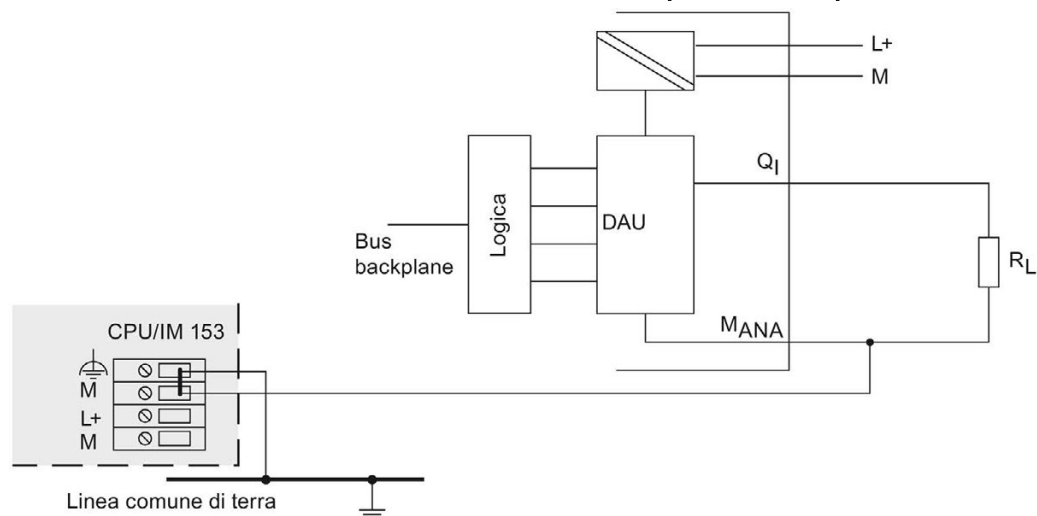 L+
M
Q_I
Logica
DAU
Bus
backplane
R_L
M_ANA
CPU/IM 153
M
L+
M
Linea comune di terra